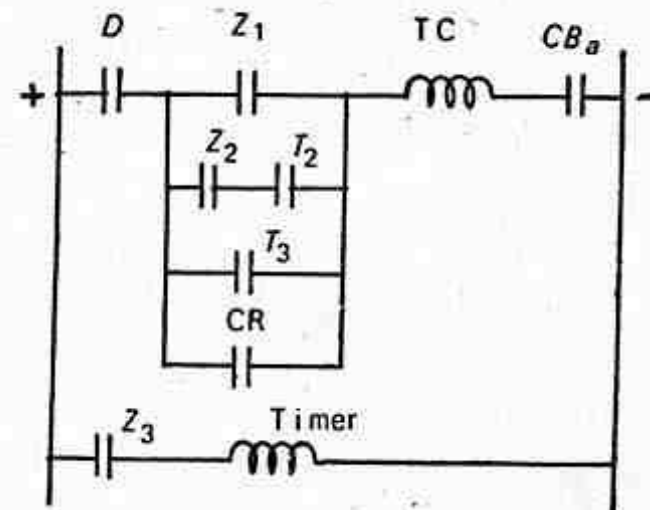 D Z1 TC CBa
+ -
Z2 T2
T3
CR
Z3 Timer